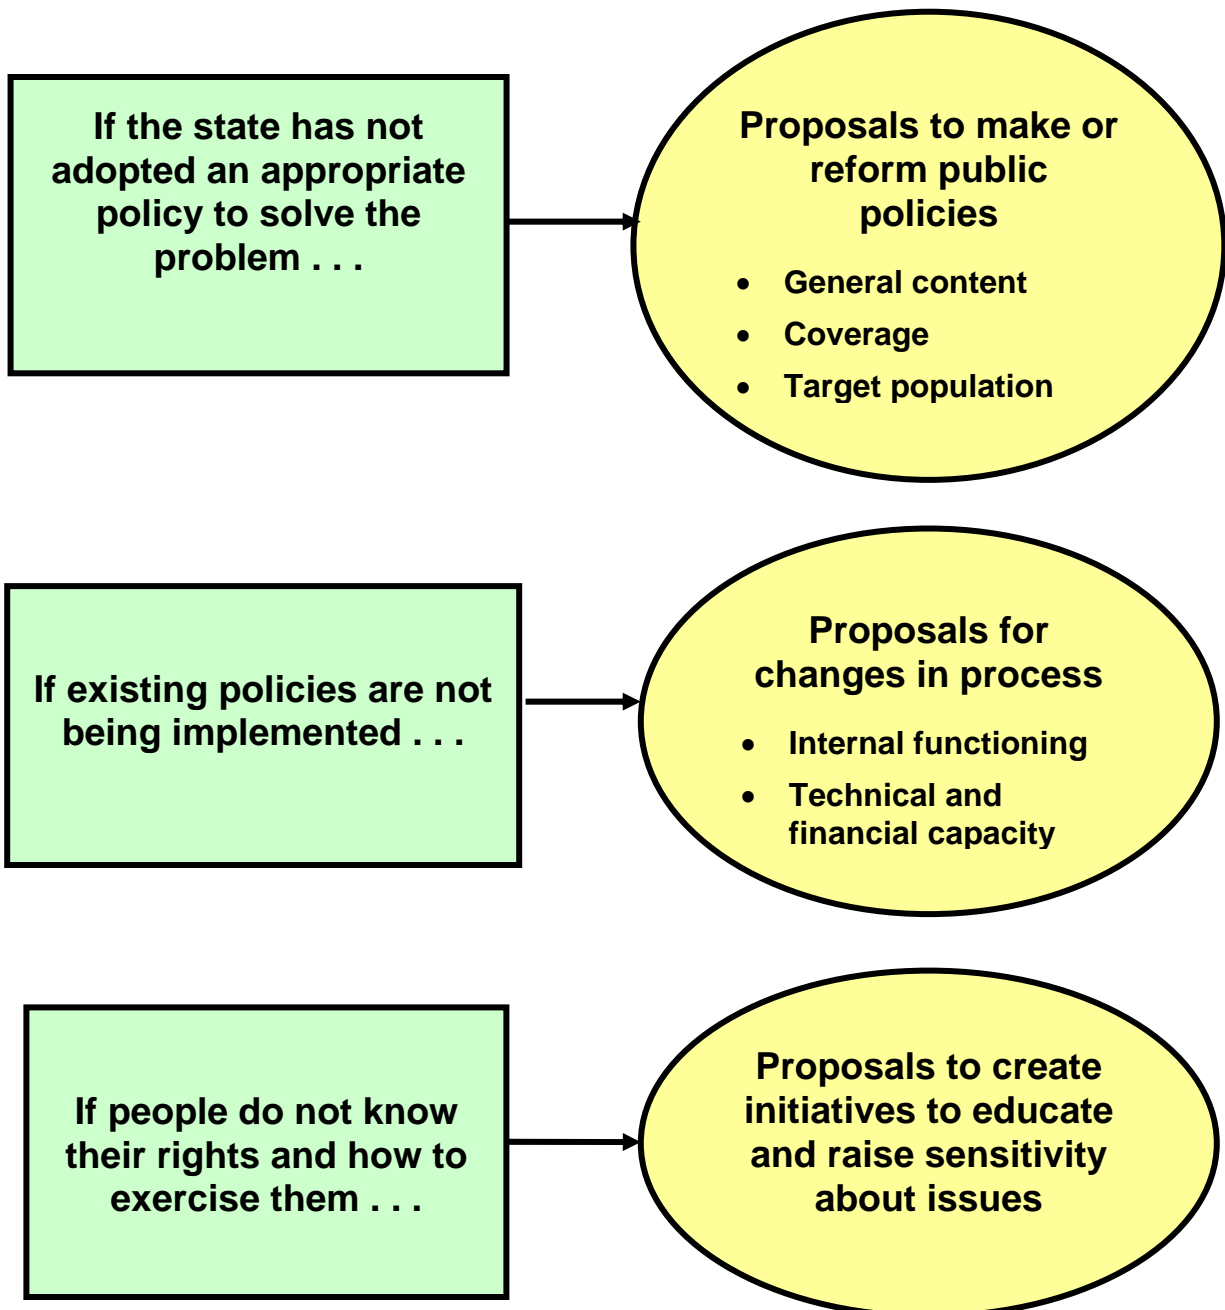 If the state has not
adopted an appropriate
policy to solve the
problem . . .
Proposals to make or
reform public
policies
• General content
• Coverage
• Target population
If existing policies are not
being implemented . . .
Proposals for
changes in process
• Internal functioning
• Technical and
financial capacity
If people do not know
their rights and how to
exercise them . . .
Proposals to create
initiatives to educate
and raise sensitivity
about issues